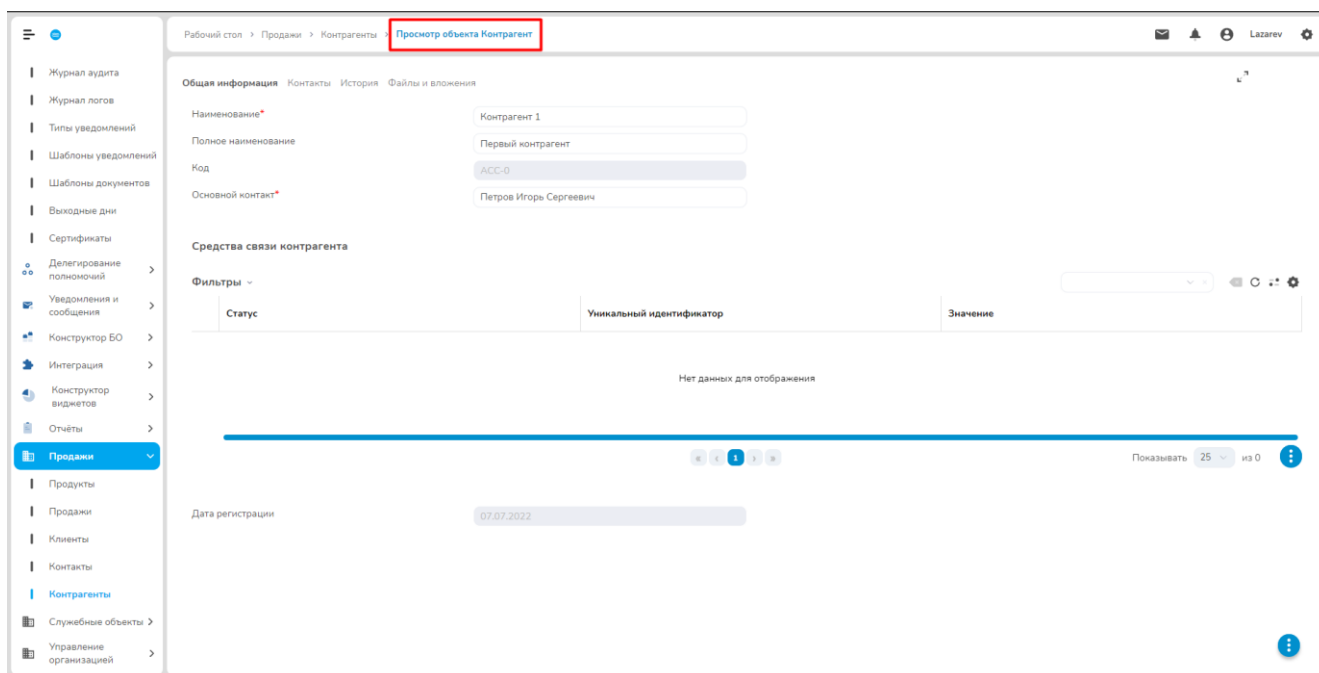 Рабочий стол > Продажи > Контрагенты > Просмотр объекта Контрагент
Lazarev
Журнал аудита
Журнал логов
Типы уведомлений
Шаблоны уведомлений
Шаблоны документов
Выходные дни
Сертификаты
Делегирование
полномочий
Уведомления и
сообщения
Конструктор БО
Интеграция
Конструктор
виджетов
Отчёты
Продажи
Продукты
Продажи
Клиенты
Контакты
Контрагенты
Служебные объекты
Управление
организацией
Общая информация Контакты История Файлы и вложения
Наименование* Контрагент 1
Полное наименование Первый контрагент
Код ACC-0
Основной контакт* Петров Игорь Сергеевич
Средства связи контрагента
Фильтры
Статус Уникальный идентификатор Значение
Нет данных для отображения
« ‹ 1 › » Показывать 25 из 0
Дата регистрации 07.07.2022